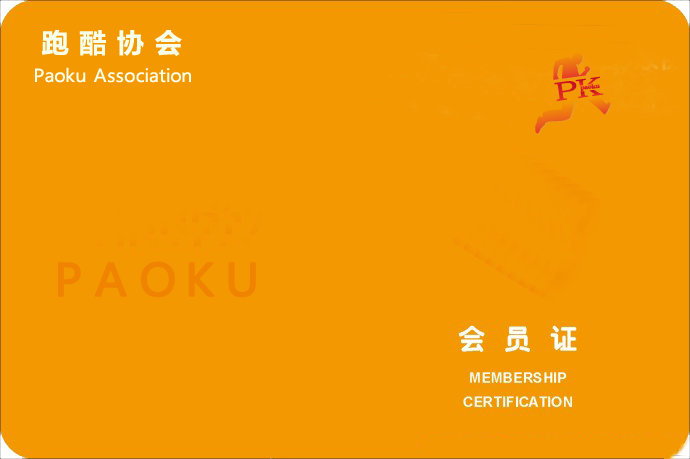 跑酷协会
Paoku Association
PK
PAOKU
会员证
MEMBERSHIP
CERTIFICATION